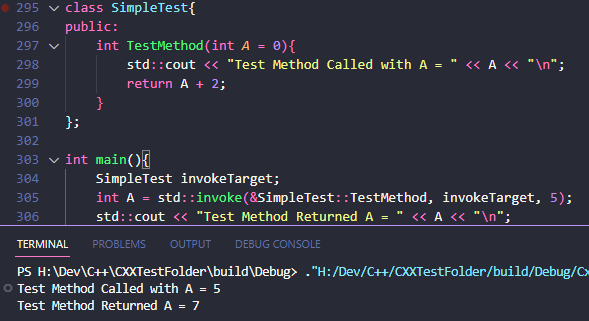 295 class SimpleTest{
296 public:
297 int TestMethod(int A = 0){
298 std::cout << "Test Method Called with A = " << A << "\n";
299 return A + 2;
300 }
301 };
302
303 int main(){
304 SimpleTest invokeTarget;
305 int A = std::invoke(&SimpleTest::TestMethod, invokeTarget, 5);
306 std::cout << "Test Method Returned A = " << A << "\n";
TERMINAL PROBLEMS OUTPUT DEBUG CONSOLE
PS H:\Dev\C++\CXXTestFolder\build\Debug> ."H:/Dev/C++/CXXTestFolder/build/Debug/Cx
Test Method Called with A = 5
Test Method Returned A = 7